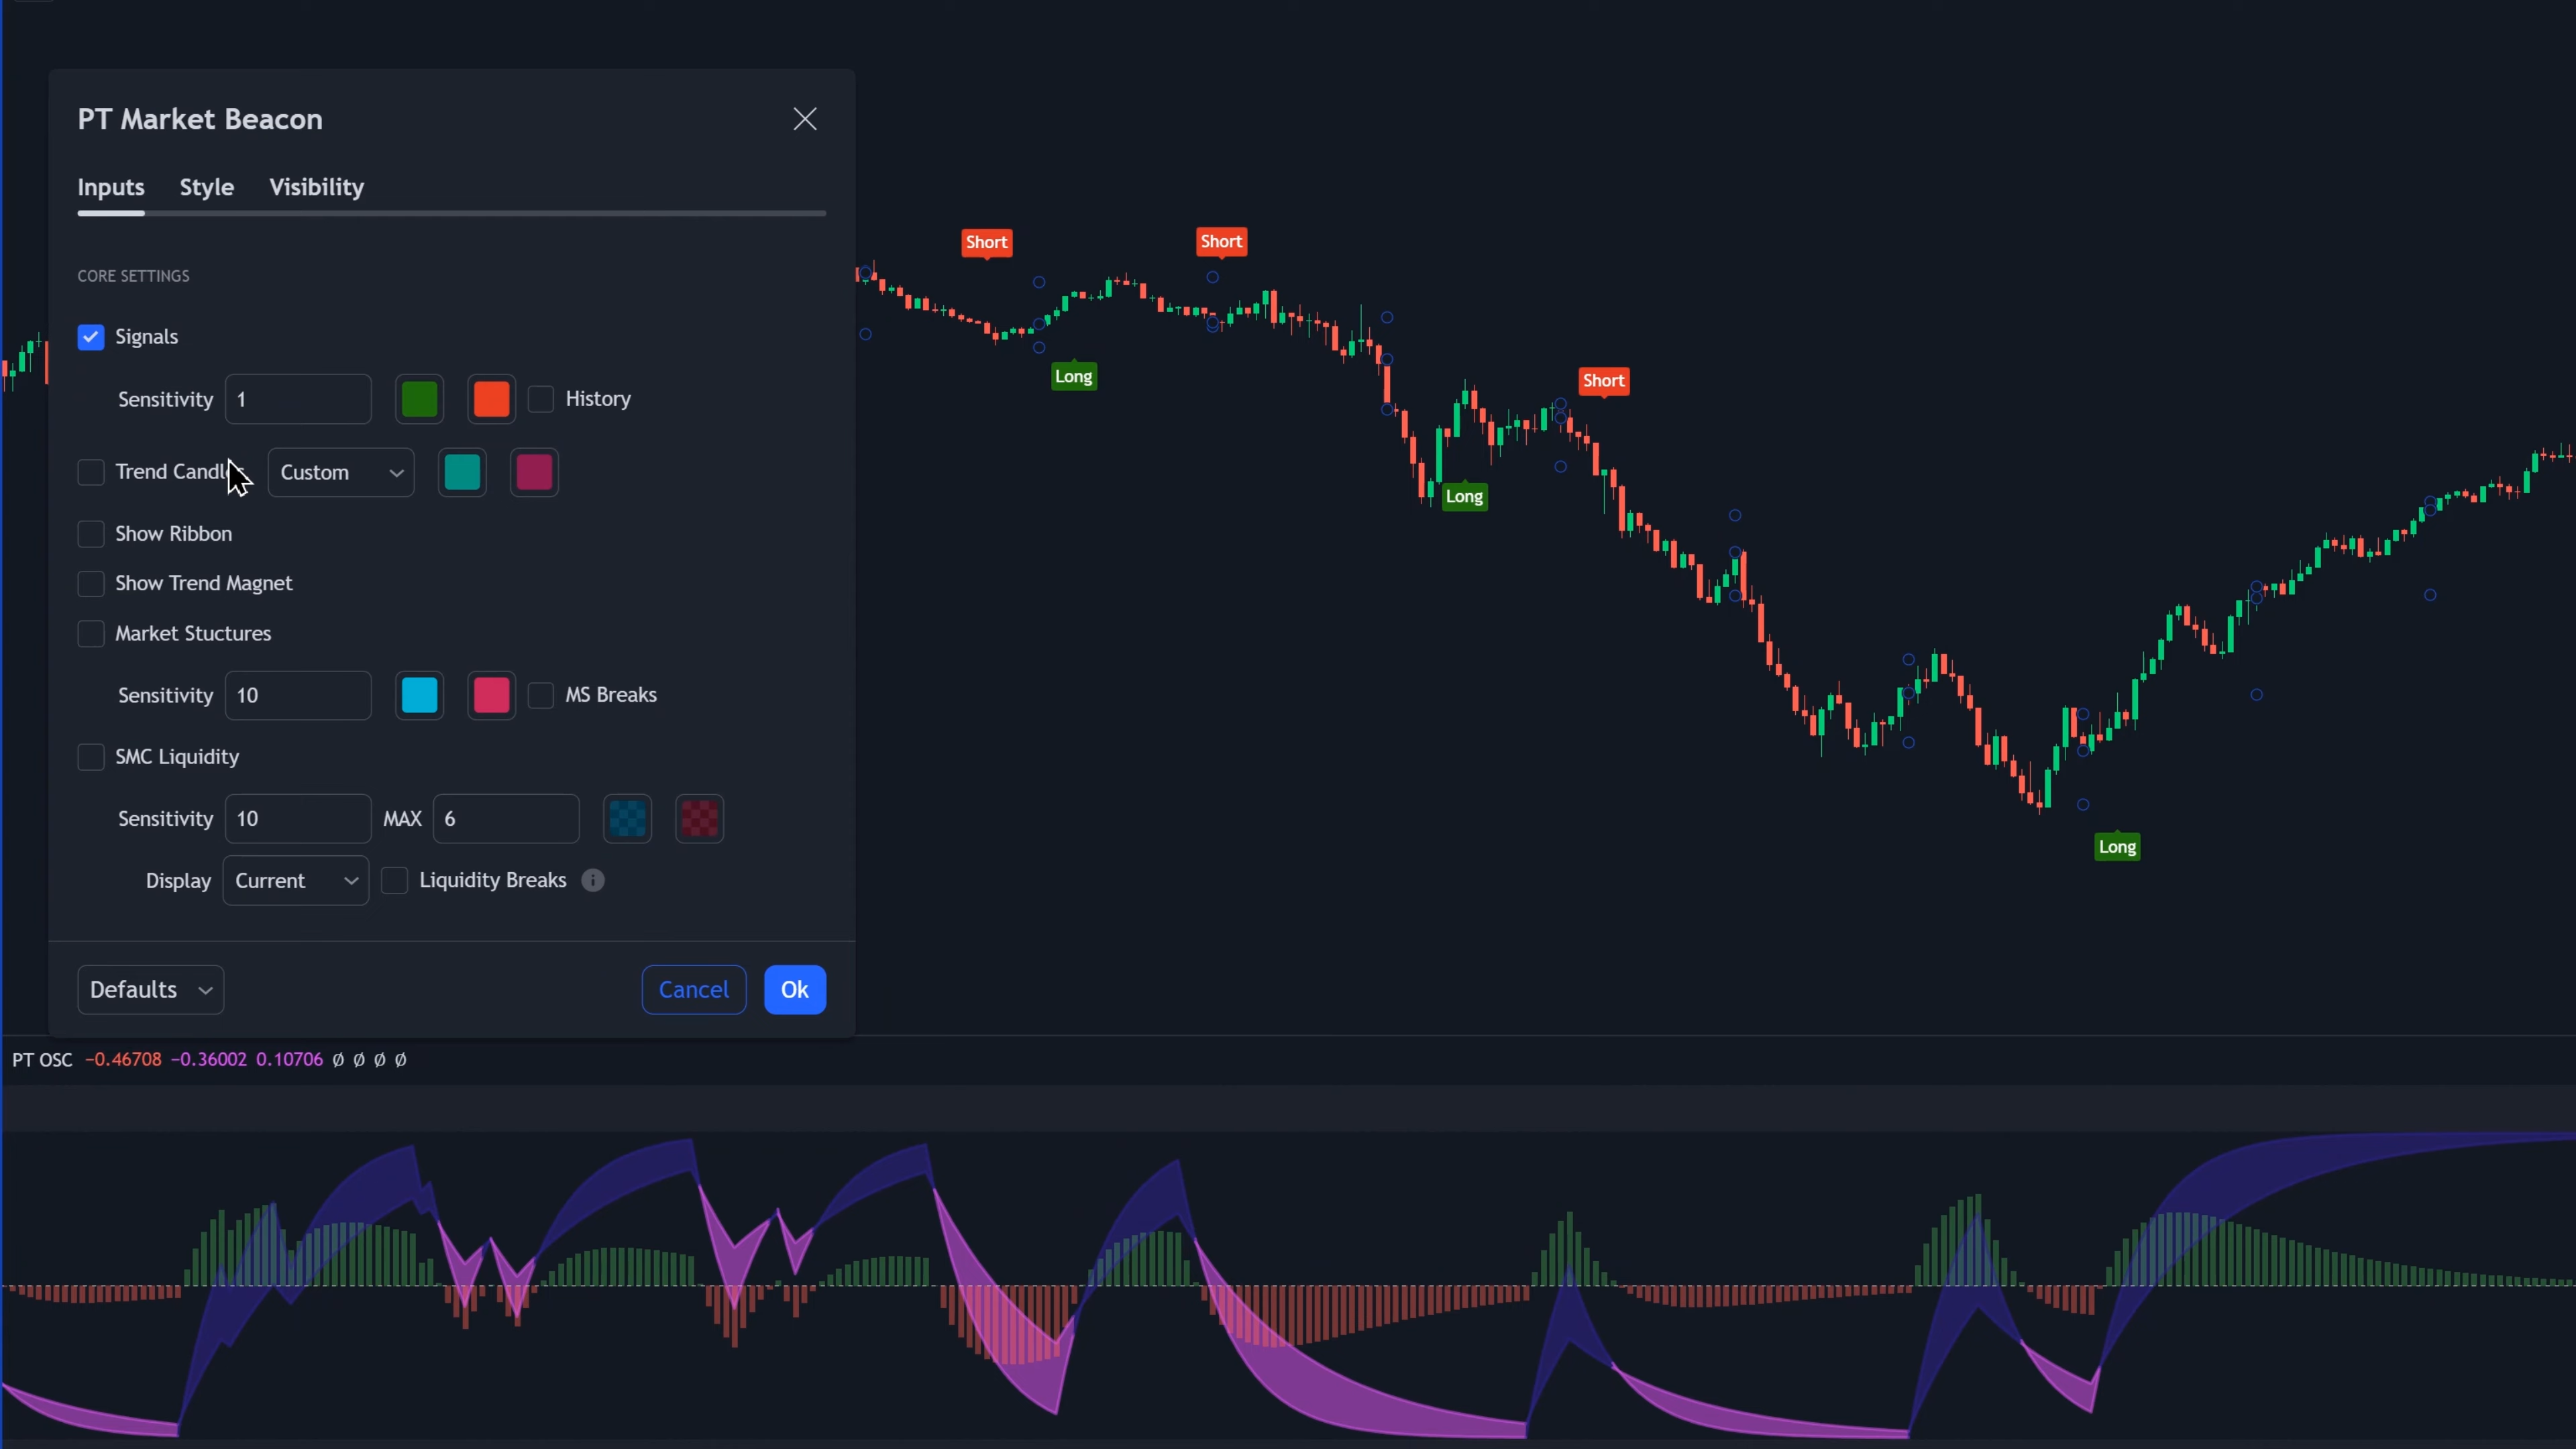 PT Market Beacon
Inputs Style Visibility
CORE SETTINGS
Signals
Sensitivity 1 History
Trend Candles Custom
Show Ribbon
Show Trend Magnet
Market Stuctures
Sensitivity 10 MS Breaks
SMC Liquidity
Sensitivity 10 MAX 6
Display Current Liquidity Breaks
Defaults Cancel Ok
Short
Short
Long
Short
Long
Long
PT OSC −0.46708 −0.36002 0.10706 Ø Ø Ø Ø